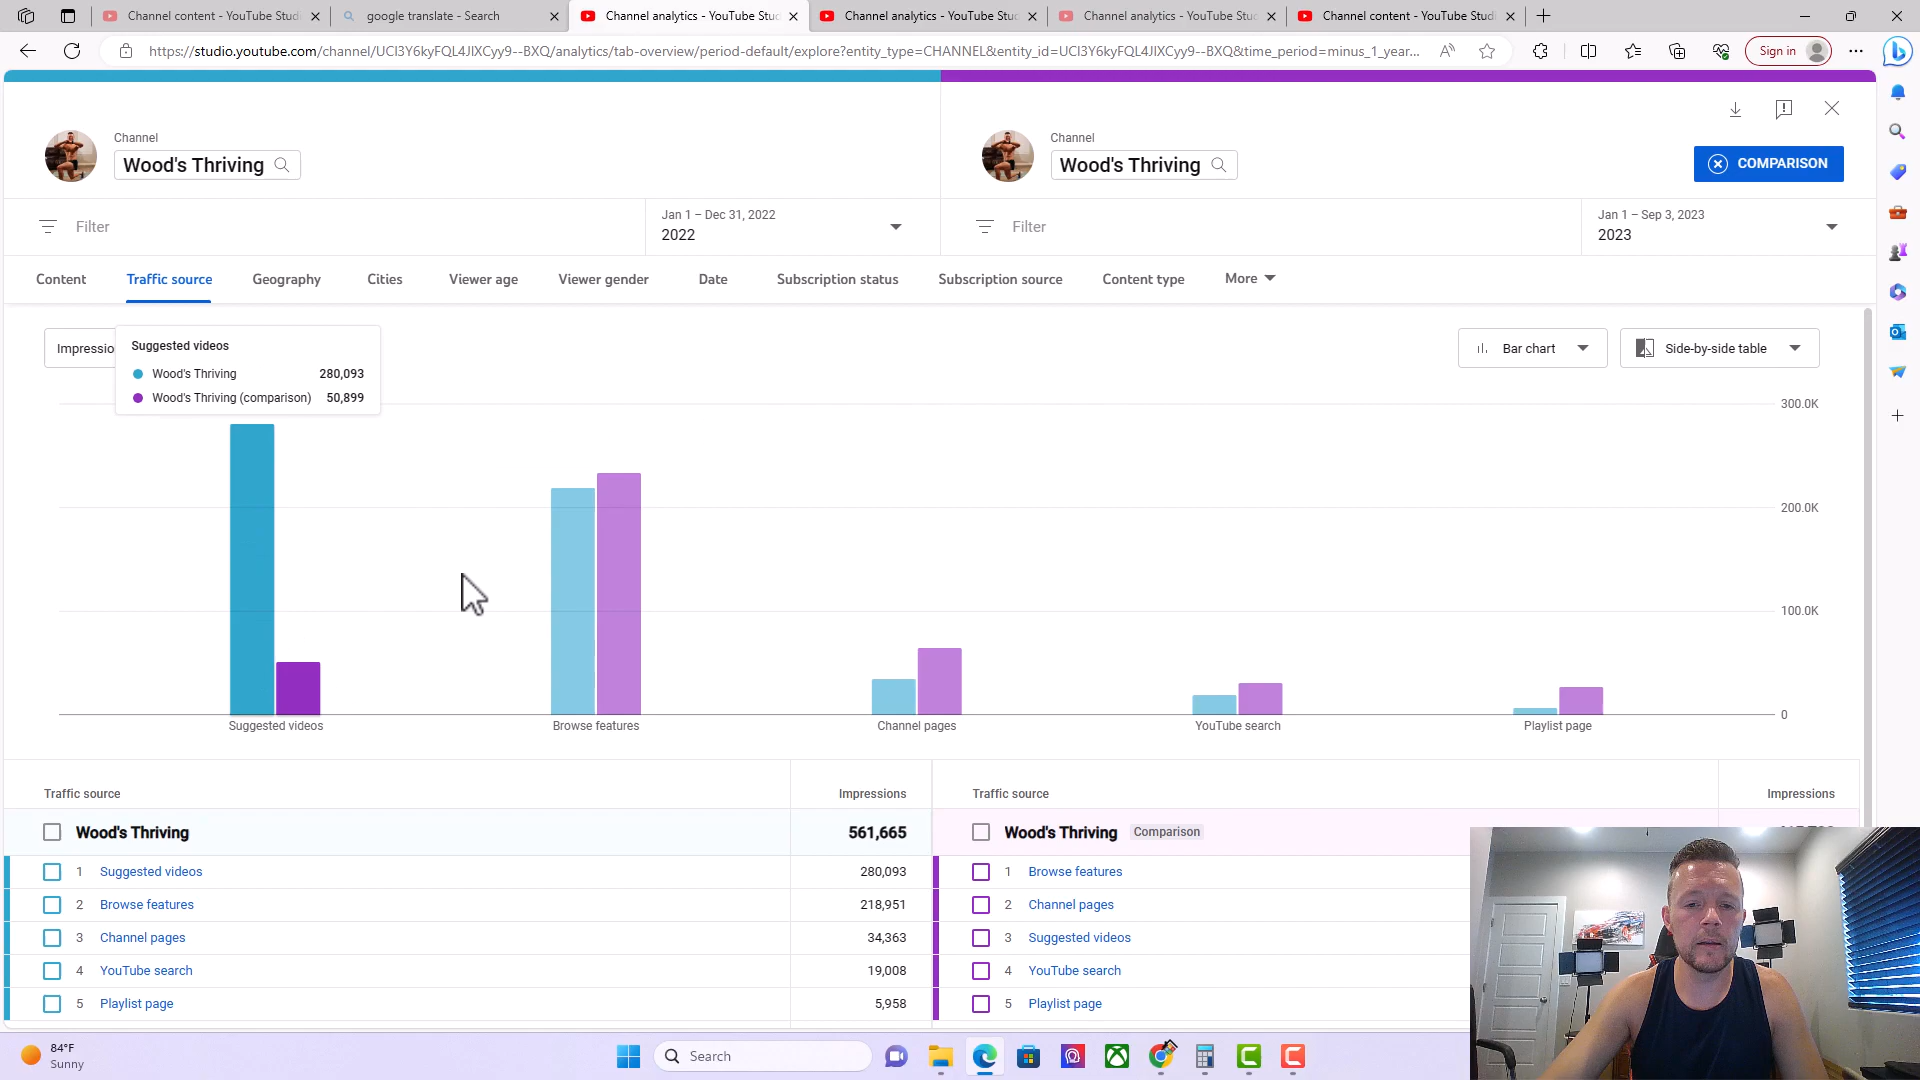 Channel content - YouTube Studi
google translate - Search
Channel analytics - YouTube Stu
Channel analytics - YouTube Stu
Channel analytics - YouTube Stu
Channel content - YouTube Studi
https://studio.youtube.com/channel/UCI3Y6kyFQL4JIXCyy9--BXQ/analytics/tab-overview/period-default/explore?entity_type=CHANNEL&entity_id=UCI3Y6kyFQL4JIXCyy9--BXQ&time_period=minus_1_year...
Sign in
Channel
Wood's Thriving
Channel
Wood's Thriving
COMPARISON
Filter
Jan 1 – Dec 31, 2022
2022
Filter
Jan 1 – Sep 3, 2023
2023
Content Traffic source Geography Cities Viewer age Viewer gender Date Subscription status Subscription source Content type More
Impressio
Suggested videos
Wood's Thriving 280,093
Wood's Thriving (comparison) 50,899
Bar chart
Side-by-side table
300.0K
200.0K
100.0K
0
Suggested videos Browse features Channel pages YouTube search Playlist page
Traffic source Impressions Traffic source Impressions
Wood's Thriving 561,665 Wood's Thriving Comparison
1 Suggested videos 280,093 1 Browse features
2 Browse features 218,951 2 Channel pages
3 Channel pages 34,363 3 Suggested videos
4 YouTube search 19,008 4 YouTube search
5 Playlist page 5,958 5 Playlist page
84°F
Sunny
Search